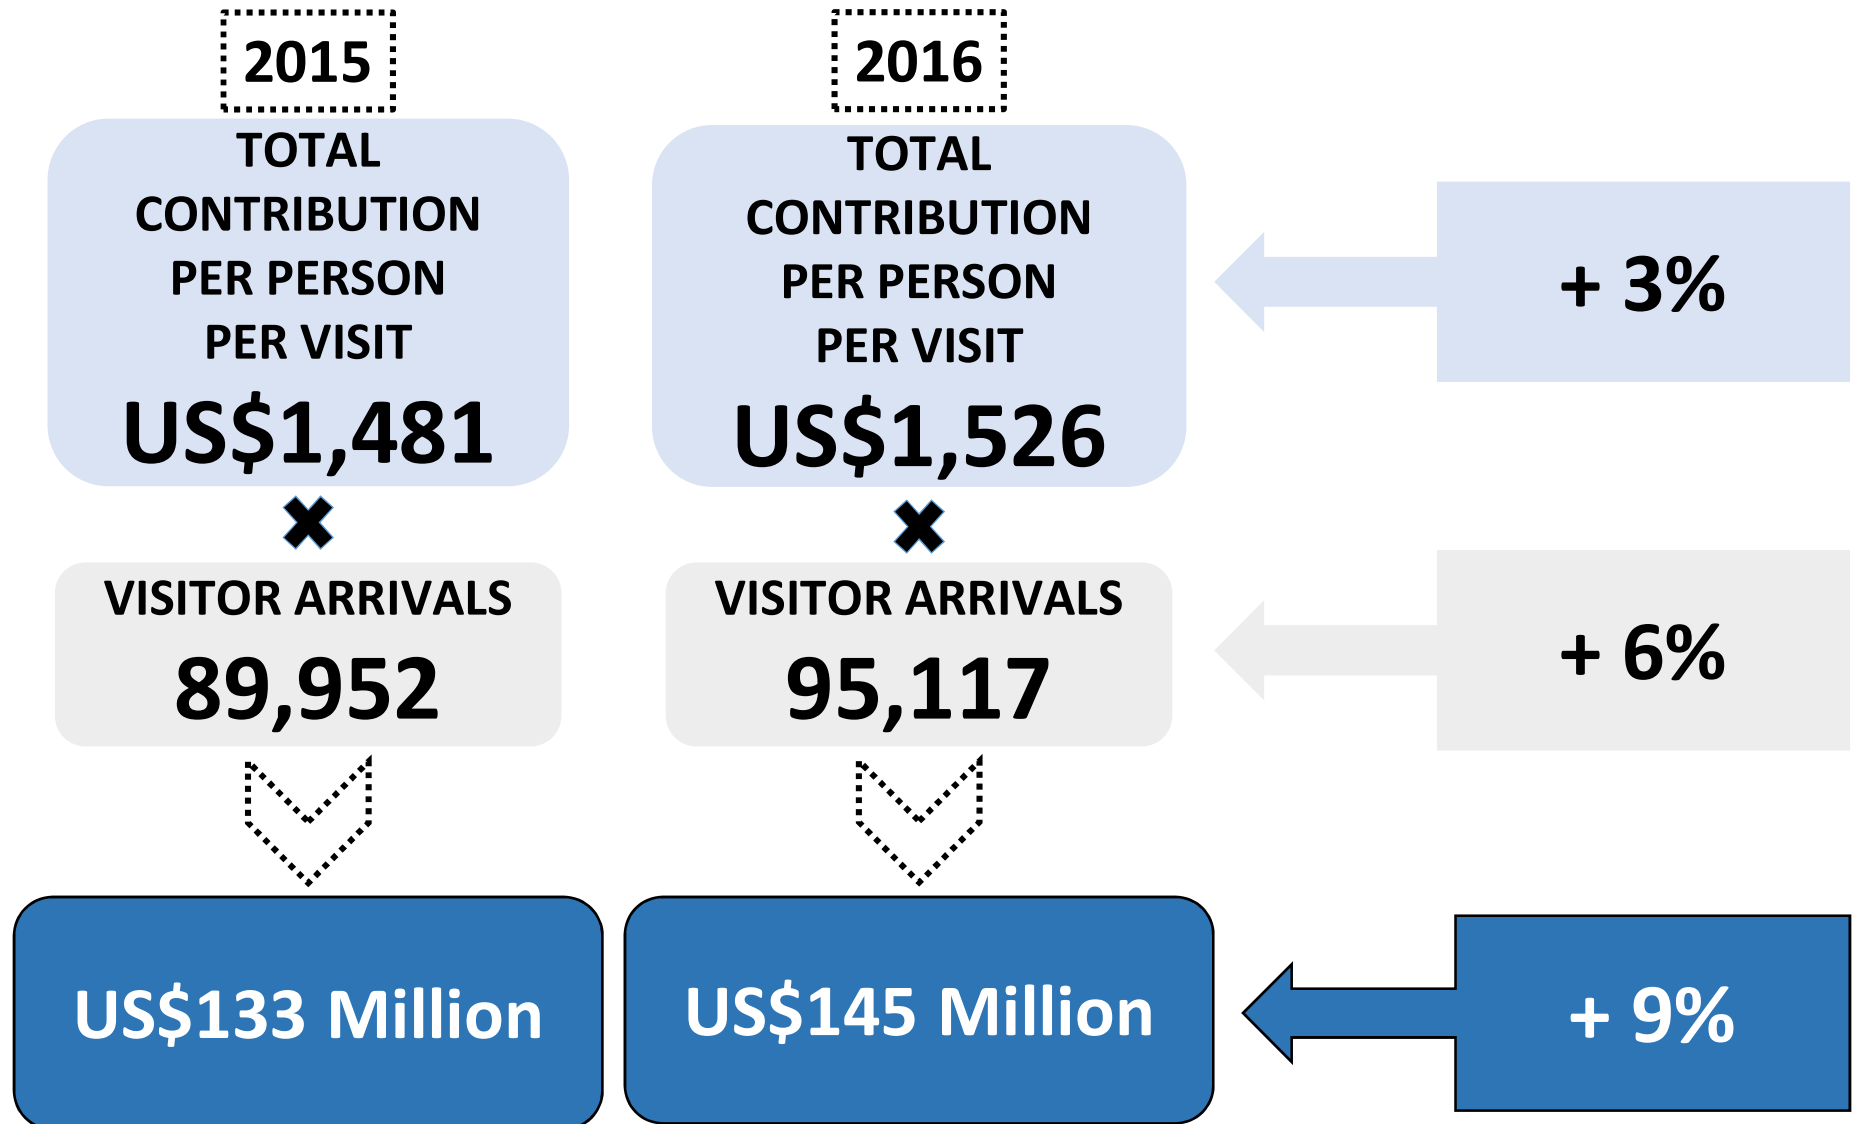 2015
TOTAL
CONTRIBUTION
PER PERSON
PER VISIT
US$1,481
VISITOR ARRIVALS
89,952
US$133 Million
2016
TOTAL
CONTRIBUTION
PER PERSON
PER VISIT
US$1,526
VISITOR ARRIVALS
95,117
US$145 Million
+ 3%
+ 6%
+ 9%